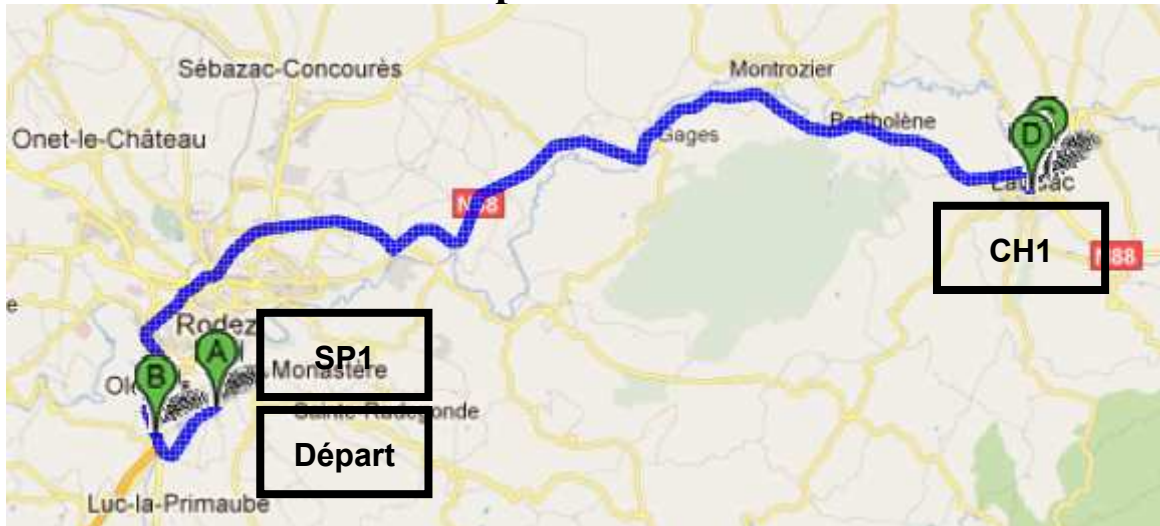 Sébazac-Concourès
Montrozier
Onet-le-Château
Gages
Bertholène
D
N88
CH1
N88
Rodez
A
SP1
B
Monastère
Sainte-Radegonde
Départ
Luc-la-Primaube